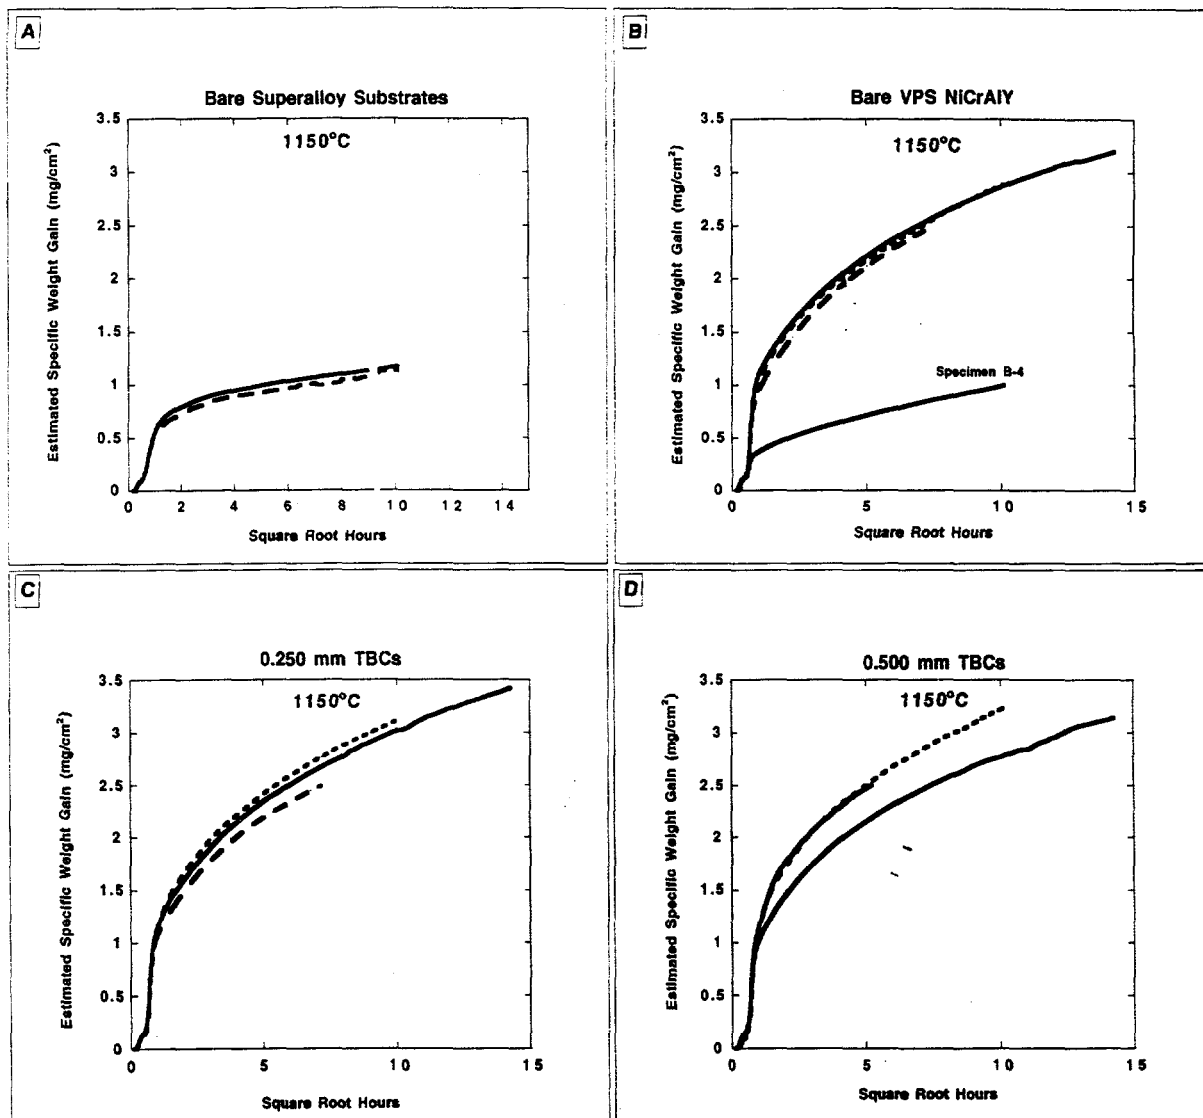 A
Bare Superalloy Substrates
1150°C
Estimated Specific Weight Gain (mg/cm²)
3.5
3
2.5
2
1.5
1
0.5
0
0 2 4 6 8 10 12 14
Square Root Hours
B
Bare VPS NiCrAlY
1150°C
Estimated Specific Weight Gain (mg/cm²)
3.5
3
2.5
2
1.5
1
0.5
0
Specimen B-4
0 5 10 15
Square Root Hours
C
0.250 mm TBCs
1150°C
Estimated Specific Weight Gain (mg/cm²)
3.5
3
2.5
2
1.5
1
0.5
0
0 5 10 15
Square Root Hours
D
0.500 mm TBCs
1150°C
Estimated Specific Weight Gain (mg/cm²)
3.5
3
2.5
2
1.5
1
0.5
0
0 5 10 15
Square Root Hours